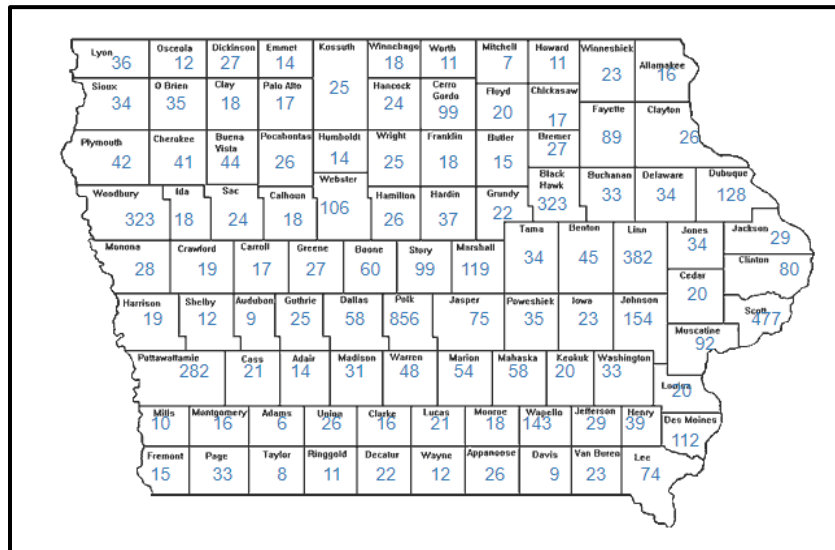 Lyon Osceola Dickinson Emmet Kossuth Winnebago Worth Mitchell Howard Winneshiek Allamakee
36 12 27 14 25 18 11 7 11 23 16
Sioux O Brien Clay Palo Alto Hancock Cerro Gordo Floyd Chickasaw Fayette Clayton
34 35 18 17 24 99 20 17 89 26
Plymouth Cherokee Buena Vista Pocahontas Humboldt Wright Franklin Butler Bremer
42 41 44 26 14 25 18 15 27
Woodbury Ida Sac Calhoun Webster Hamilton Hardin Grundy Black Hawk Buchanan Delaware Dubuque
323 18 24 18 106 26 37 22 323 33 34 128
Monona Crawford Carroll Greene Boone Story Marshall Tama Benton Linn Jones Jackson
28 19 17 27 60 99 119 34 45 382 34 29
Clinton
80
Harrison Shelby Audubon Guthrie Dallas Polk Jasper Poweshiek Iowa Johnson Cedar Scott
19 12 9 25 58 856 75 35 23 154 20 477
Muscatine
92
Pottawattamie Cass Adair Madison Warren Marion Mahaska Keokuk Washington Louisa
282 21 14 31 48 54 58 20 33 20
Mills Montgomery Adams Union Clarke Lucas Monroe Wapello Jefferson Henry Des Moines
10 16 6 26 16 21 18 143 29 39 112
Fremont Page Taylor Ringgold Decatur Wayne Appanoose Davis Van Buren Lee
15 33 8 11 22 12 26 9 23 74